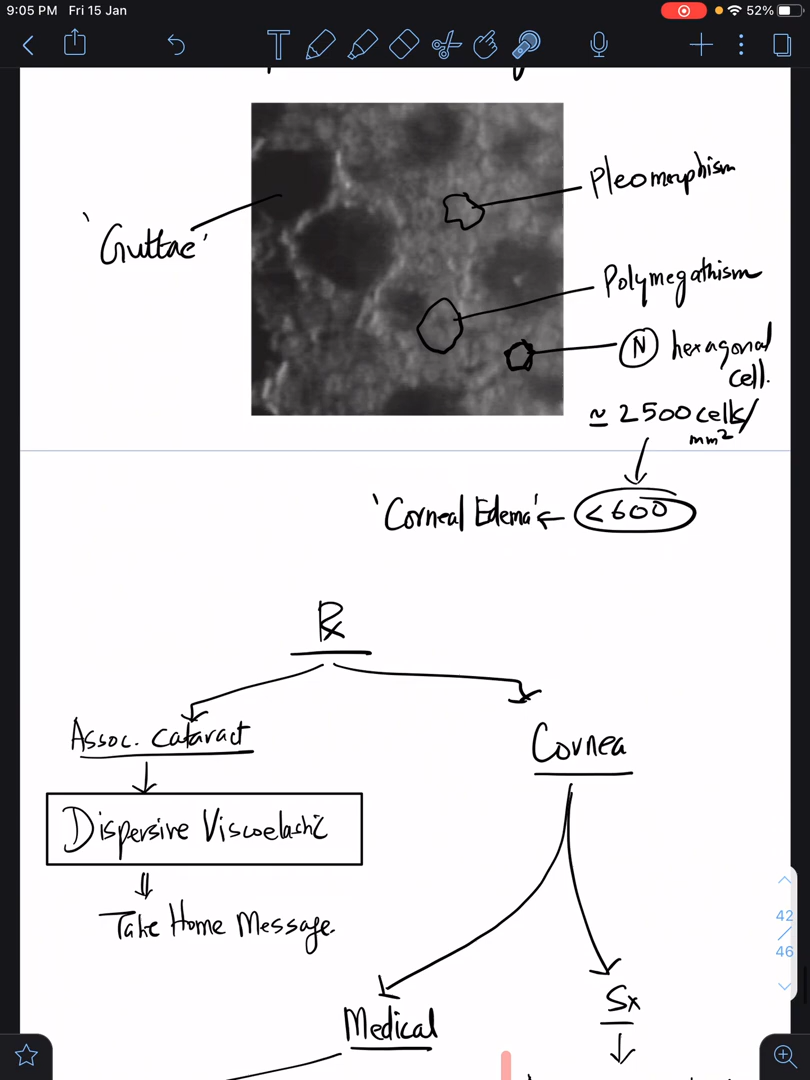 9:05 PM Fri 15 Jan
52%
T
Pleomorphism
'Guttae'
Polymegathism
N hexagonal
cell.
≃ 2500 cells/
mm²
'Corneal Edema' ← <600
Rx
Assoc. Cataract
Cornea
Dispersive Viscoelastic
Take Home Message.
42
/
46
Sx
Medical